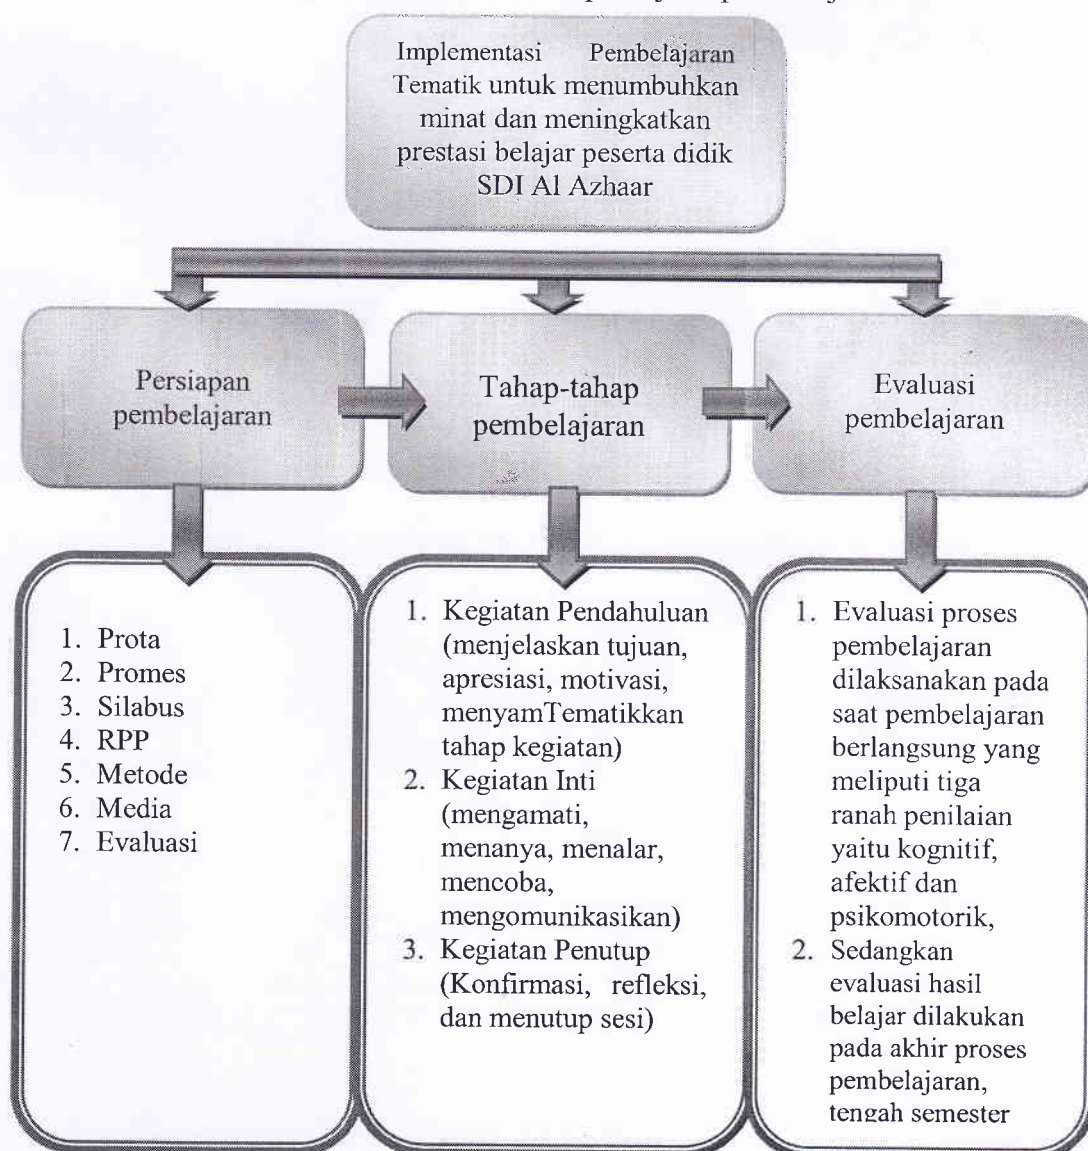 Implementasi Pembelajaran
Tematik untuk menumbuhkan
minat dan meningkatkan
prestasi belajar peserta didik
SDI Al Azhaar
Persiapan
pembelajaran
Tahap-tahap
pembelajaran
Evaluasi
pembelajaran
1. Prota
2. Promes
3. Silabus
4. RPP
5. Metode
6. Media
7. Evaluasi
1. Kegiatan Pendahuluan
(menjelaskan tujuan,
apresiasi, motivasi,
menyamTematikkan
tahap kegiatan)
2. Kegiatan Inti
(mengamati,
menanya, menalar,
mencoba,
mengomunikasikan)
3. Kegiatan Penutup
(Konfirmasi, refleksi,
dan menutup sesi)
1. Evaluasi proses
pembelajaran
dilaksanakan pada
saat pembelajaran
berlangsung yang
meliputi tiga
ranah penilaian
yaitu kognitif,
afektif dan
psikomotorik,
2. Sedangkan
evaluasi hasil
belajar dilakukan
pada akhir proses
pembelajaran,
tengah semester